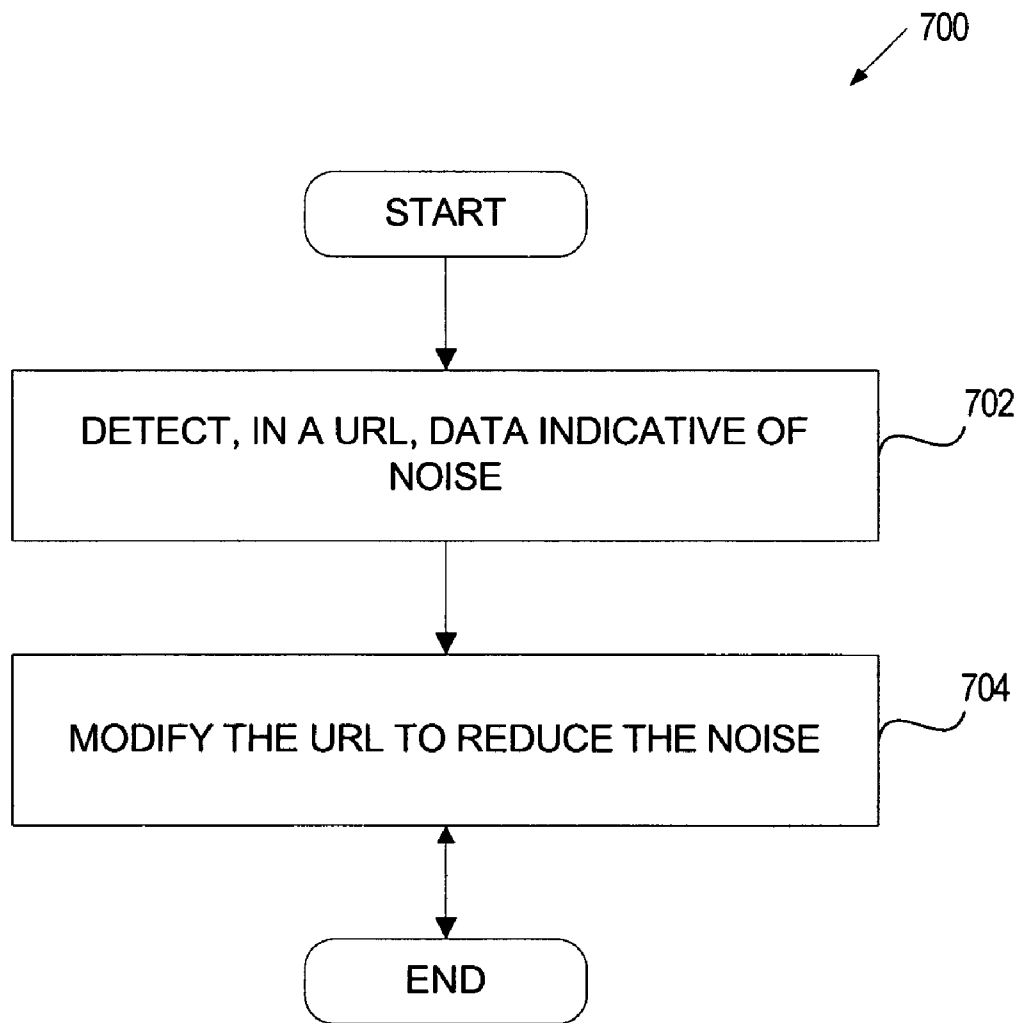 700
START
DETECT, IN A URL, DATA INDICATIVE OF
NOISE
702
MODIFY THE URL TO REDUCE THE NOISE
704
END